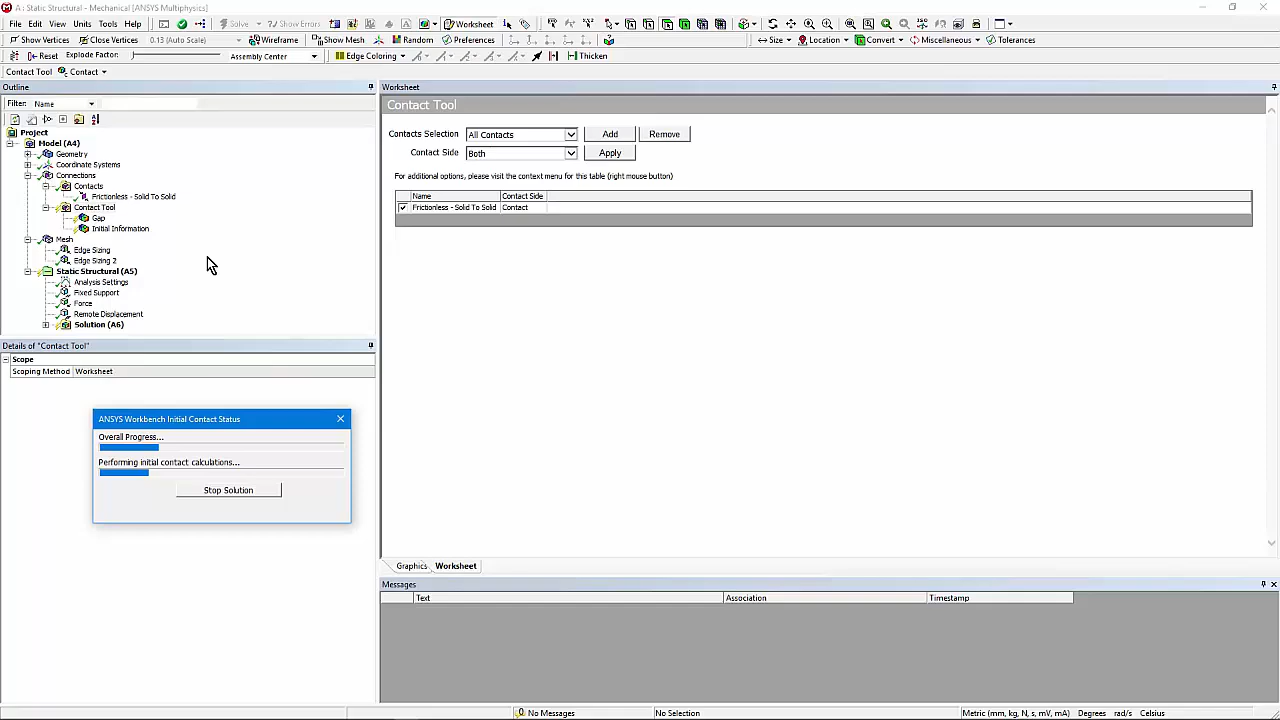 A : Static Structural - Mechanical [ANSYS Multiphysics]
File Edit View Units Tools Help Solve Show Errors Worksheet
Show Vertices Close Vertices 0.13 (Auto Scale) Wireframe Show Mesh Random Preferences Size Location Convert Miscellaneous Tolerances
Reset Explode Factor: Assembly Center Edge Coloring Thicken
Contact Tool Contact
Outline
Filter: Name
Project
Model (A4)
Geometry
Coordinate Systems
Connections
Contacts
Frictionless - Solid To Solid
Contact Tool
Gap
Initial Information
Mesh
Edge Sizing
Edge Sizing 2
Static Structural (A5)
Analysis Settings
Fixed Support
Force
Remote Displacement
Solution (A6)
Details of "Contact Tool"
Scope
Scoping Method Worksheet
ANSYS Workbench Initial Contact Status
Overall Progress...
Performing initial contact calculations...
Stop Solution
Worksheet
Contact Tool
Contacts Selection All Contacts Add Remove
Contact Side Both Apply
For additional options, please visit the context menu for this table (right mouse button)
Name Contact Side
Frictionless - Solid To Solid Contact
Graphics Worksheet
Messages
Text Association Timestamp
No Messages No Selection Metric (mm, kg, N, s, mV, mA) Degrees rad/s Celsius